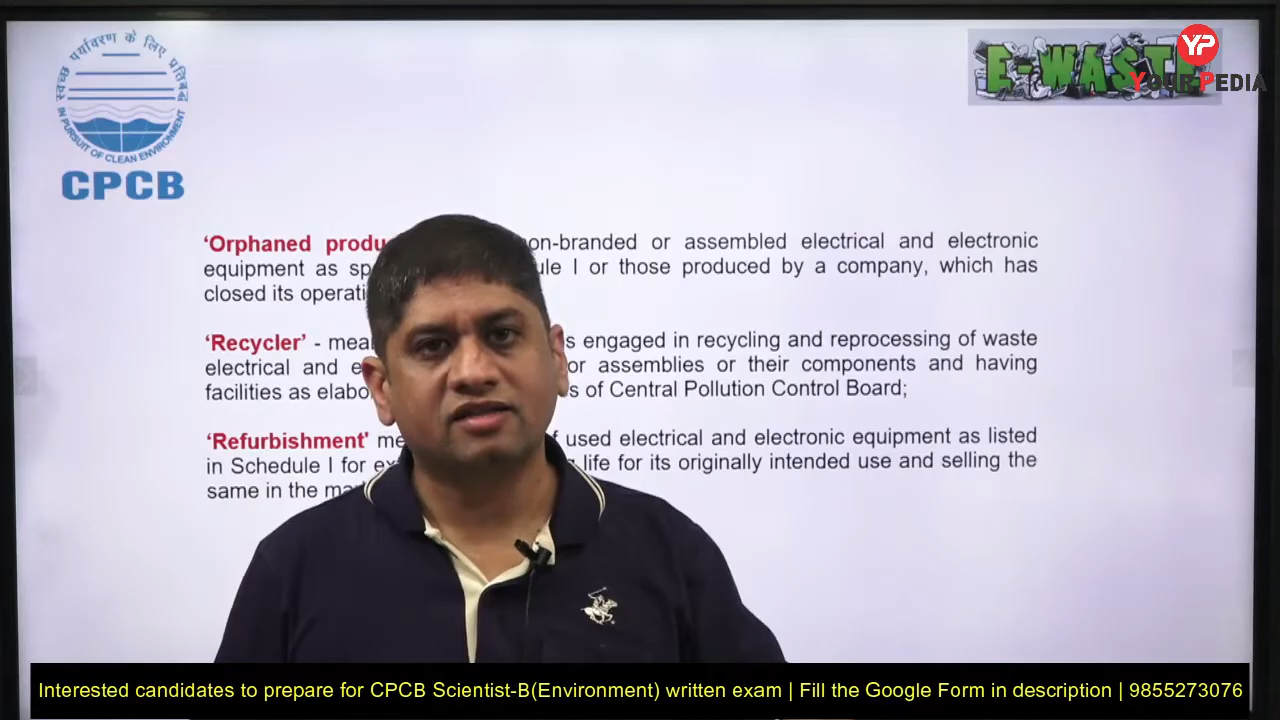 स्वच्छ पर्यावरण के लिए प्रतिबद्ध
IN PURSUIT OF CLEAN ENVIRONMENT
CPCB
E-WASTE
YP
YOUR PEDIA
‘Orphaned produ non-branded or assembled electrical and electronic
equipment as sp ule I or those produced by a company, which has
closed its operati
‘Recycler’ - mea s engaged in recycling and reprocessing of waste
electrical and e or assemblies or their components and having
facilities as elabo s of Central Pollution Control Board;
‘Refurbishment' me f used electrical and electronic equipment as listed
in Schedule I for ex life for its originally intended use and selling the
same in the mar
Interested candidates to prepare for CPCB Scientist-B(Environment) written exam | Fill the Google Form in description | 9855273076